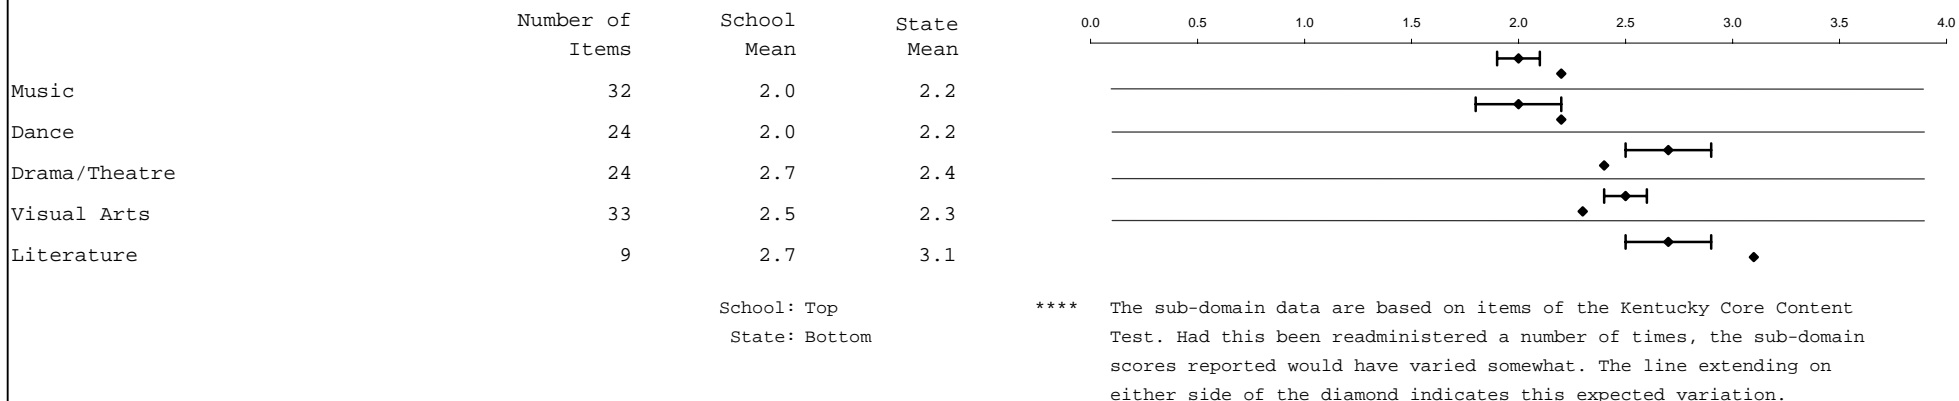 Number of School State 0.0 0.5 1.0 1.5 2.0 2.5 3.0 3.5 4.0
Items Mean Mean
Music 32 2.0 2.2
Dance 24 2.0 2.2
Drama/Theatre 24 2.7 2.4
Visual Arts 33 2.5 2.3
Literature 9 2.7 3.1
School: Top **** The sub-domain data are based on items of the Kentucky Core Content
State: Bottom Test. Had this been readministered a number of times, the sub-domain
scores reported would have varied somewhat. The line extending on
either side of the diamond indicates this expected variation.